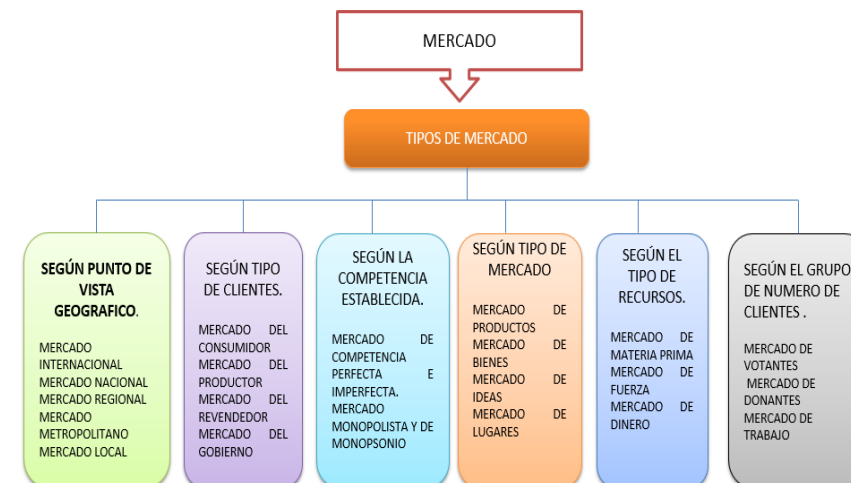 MERCADO
TIPOS DE MERCADO
SEGÚN PUNTO DE
VISTA
GEOGRAFICO.
MERCADO
INTERNACIONAL
MERCADO NACIONAL
MERCADO REGIONAL
MERCADO
METROPOLITANO
MERCADO LOCAL
SEGÚN TIPO
DE CLIENTES.
MERCADO DEL
CONSUMIDOR
MERCADO DEL
PRODUCTOR
MERCADO DEL
REVENDEDOR
MERCADO DEL
GOBIERNO
SEGÚN LA
COMPETENCIA
ESTABLECIDA.
MERCADO DE
COMPETENCIA
PERFECTA E
IMPERFECTA.
MERCADO
MONOPOLISTA Y DE
MONOPSONIO
SEGÚN TIPO DE
MERCADO
MERCADO DE
PRODUCTOS
MERCADO DE
BIENES
MERCADO DE
IDEAS
MERCADO DE
LUGARES
SEGÚN EL
TIPO DE
RECURSOS.
MERCADO DE
MATERIA PRIMA
MERCADO DE
FUERZA
MERCADO DE
DINERO
SEGÚN EL GRUPO
DE NUMERO DE
CLIENTES .
MERCADO DE
VOTANTES
MERCADO DE
DONANTES
MERCADO DE
TRABAJO